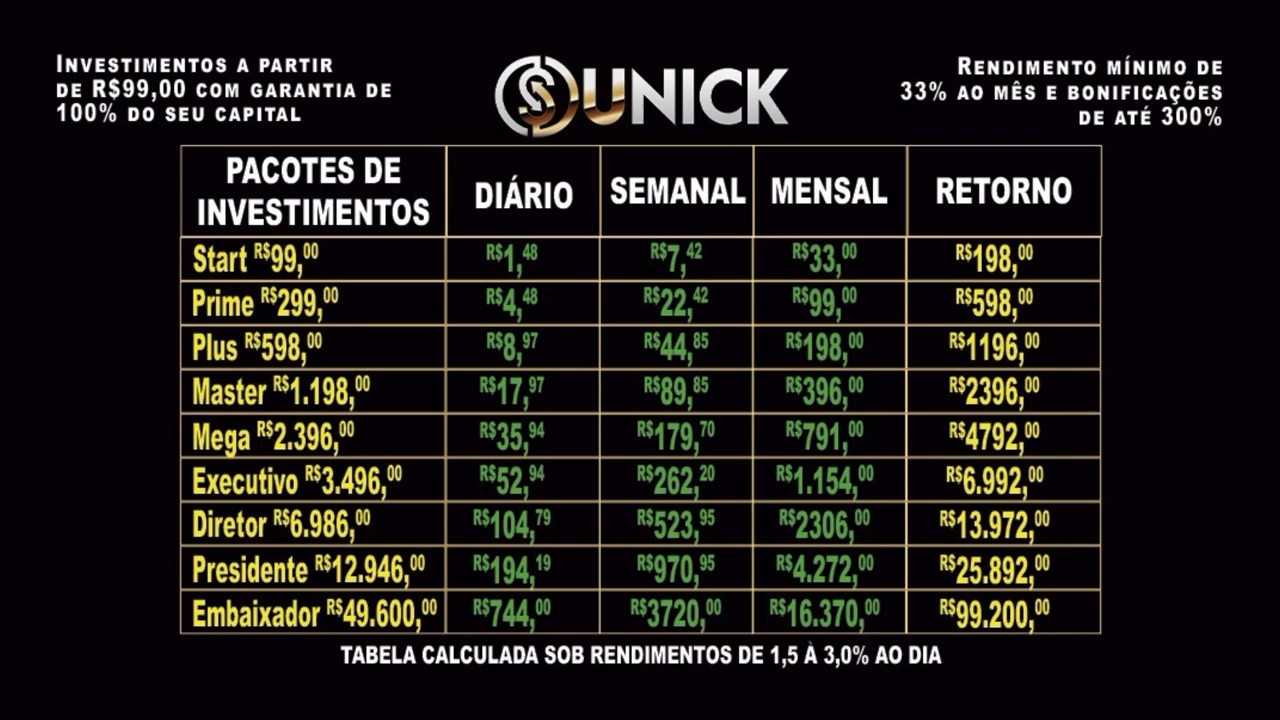 INVESTIMENTOS A PARTIR
DE R$99,00 COM GARANTIA DE
100% DO SEU CAPITAL
UNICK
RENDIMENTO MÍNIMO DE
33% AO MÊS E BONIFICAÇÕES
DE ATÉ 300%
PACOTES DE
INVESTIMENTOS DIÁRIO SEMANAL MENSAL RETORNO
Start R$99,00 R$1,48 R$7,42 R$33,00 R$198,00
Prime R$299,00 R$4,48 R$22,42 R$99,00 R$598,00
Plus R$598,00 R$8,97 R$44,85 R$198,00 R$1196,00
Master R$1.198,00 R$17,97 R$89,85 R$396,00 R$2396,00
Mega R$2.396,00 R$35,94 R$179,70 R$791,00 R$4792,00
Executivo R$3.496,00 R$52,94 R$262,20 R$1.154,00 R$6.992,00
Diretor R$6.986,00 R$104,79 R$523,95 R$2306,00 R$13.972,00
Presidente R$12.946,00 R$194,19 R$970,95 R$4.272,00 R$25.892,00
Embaixador R$49.600,00 R$744,00 R$3720,00 R$16.370,00 R$99.200,00
TABELA CALCULADA SOB RENDIMENTOS DE 1,5 À 3,0% AO DIA